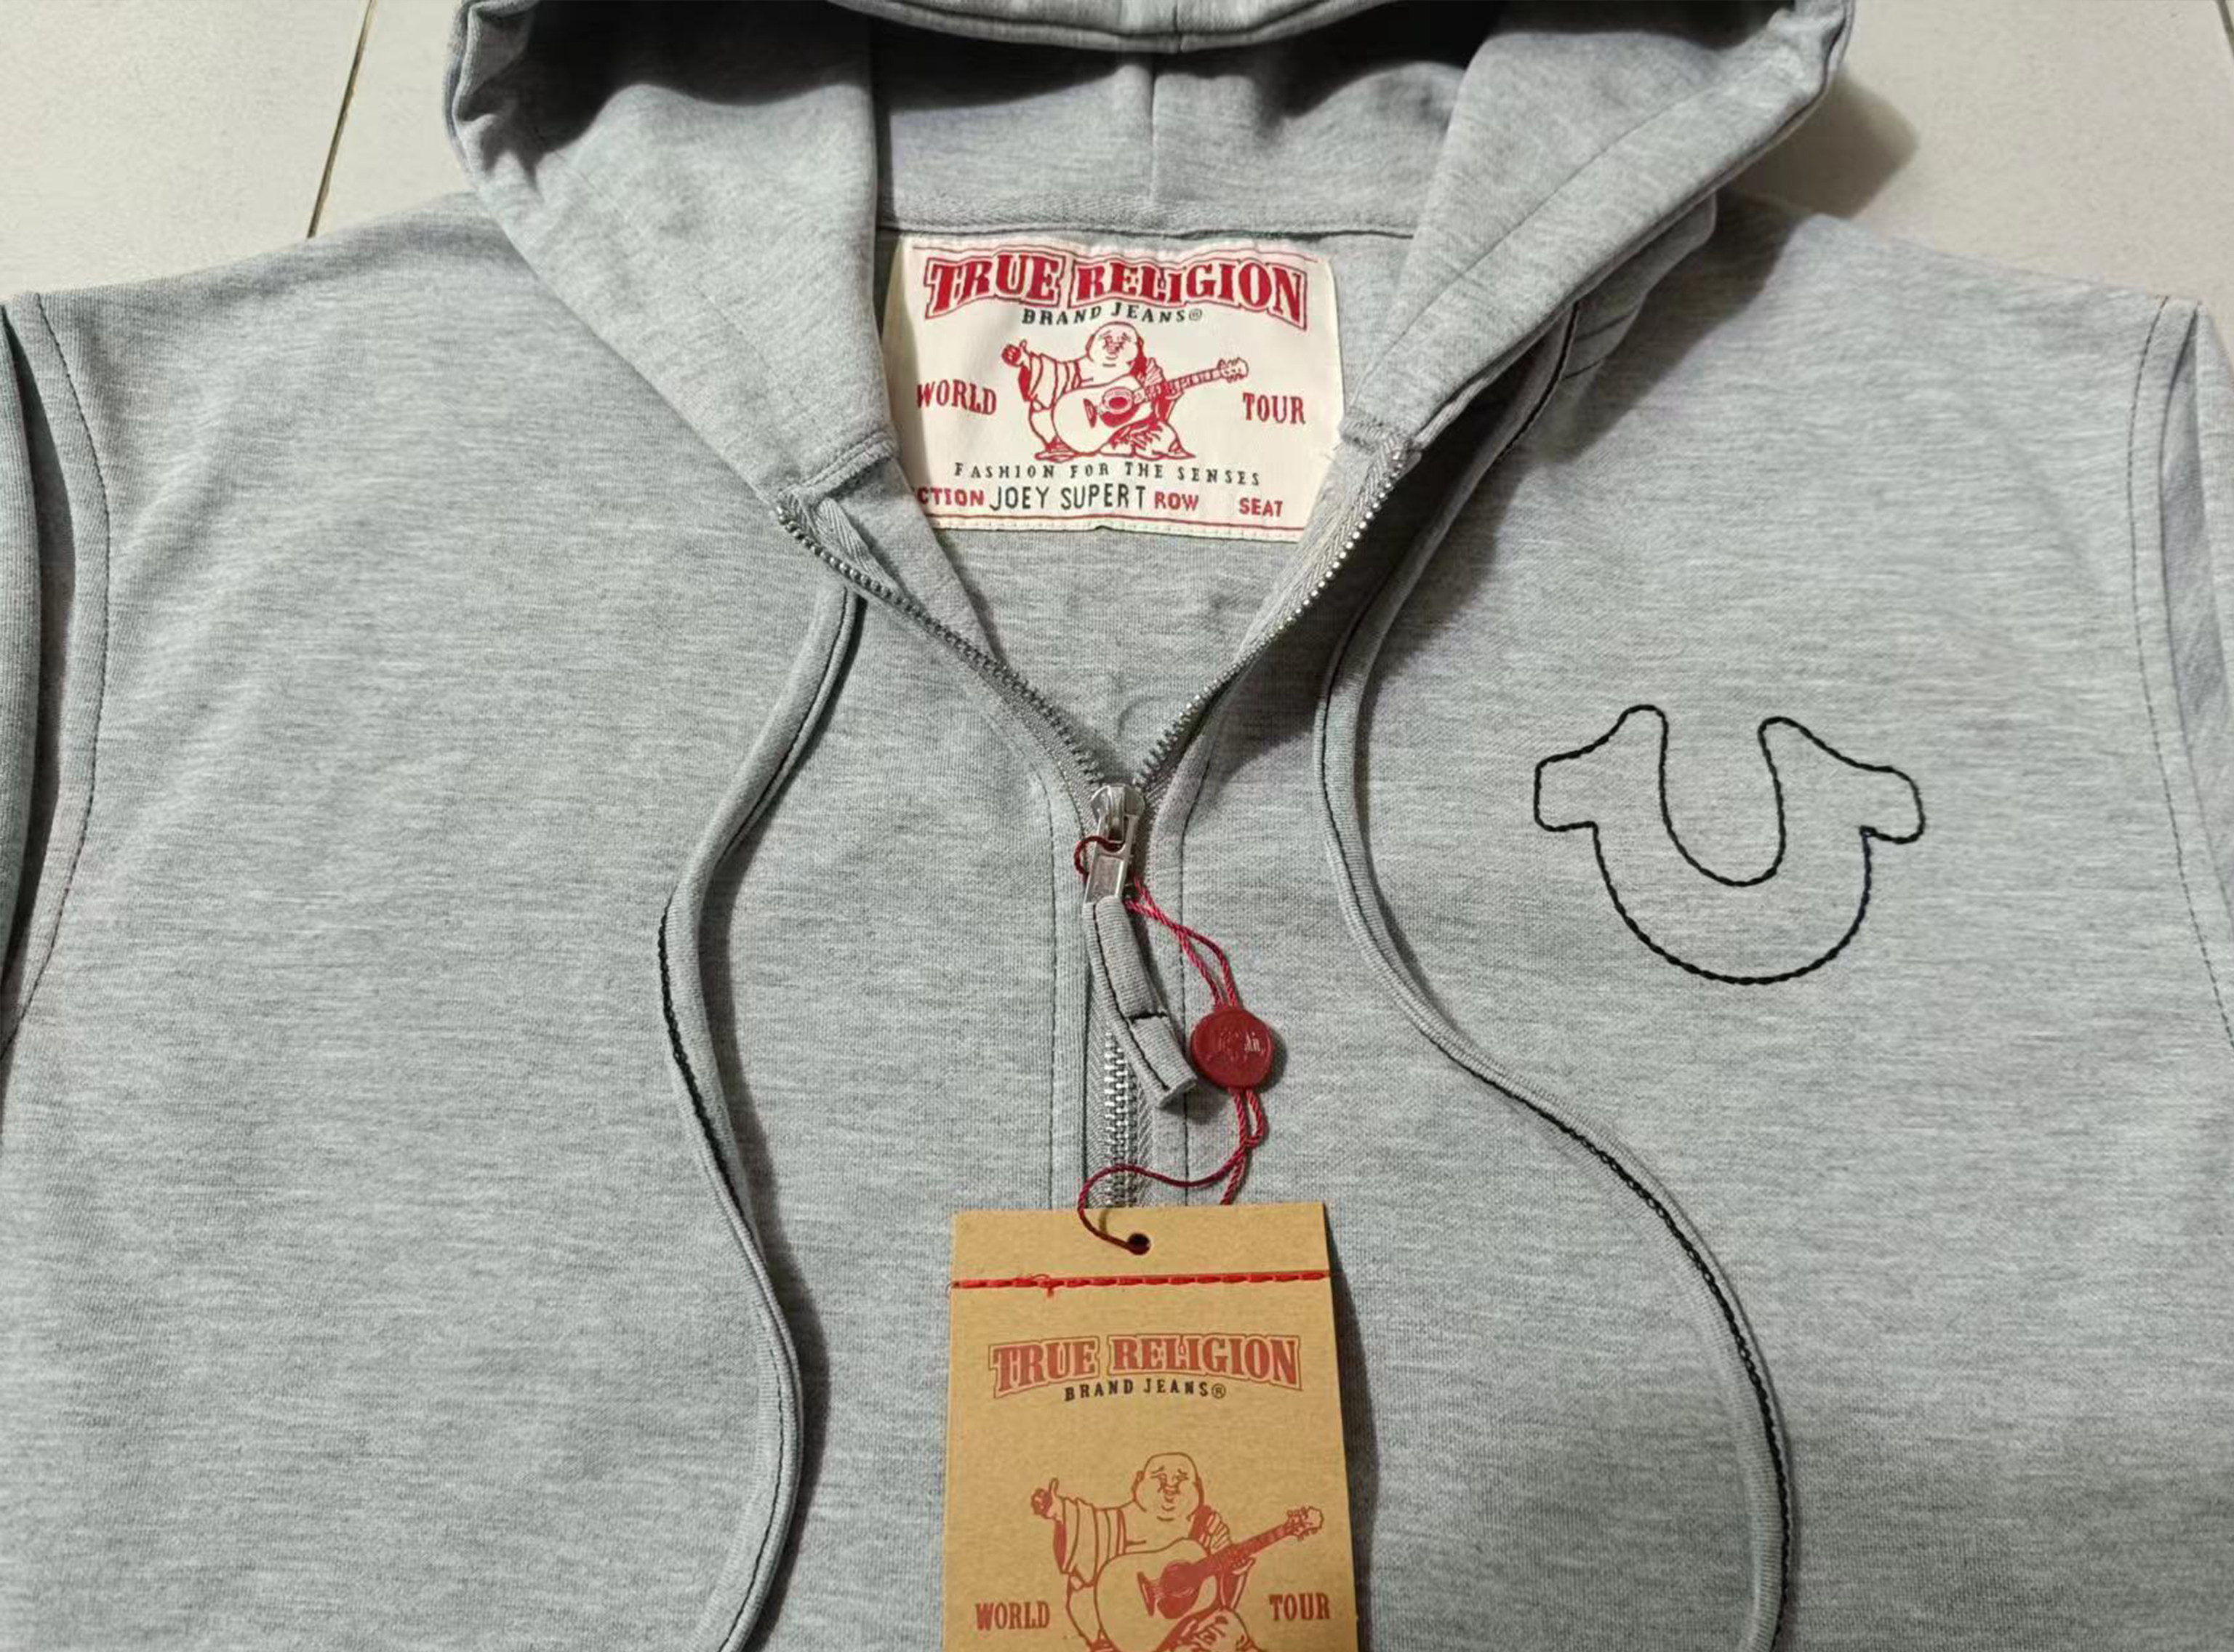 TRUE RELIGION
BRAND JEANS®
WORLD TOUR
FASHION FOR THE SENSES
CTION JOEY SUPER T ROW SEAT
TRUE RELIGION
BRAND JEANS®
WORLD TOUR